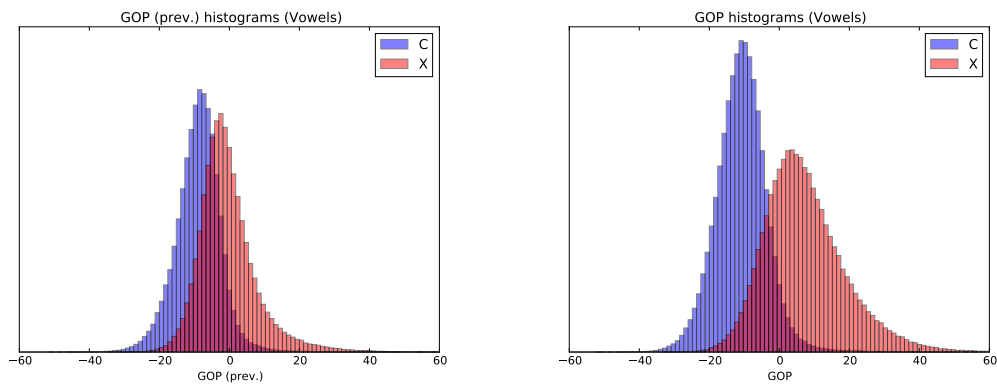 GOP (prev.) histograms (Vowels)
C
X
−60 −40 −20 0 20 40 60
GOP (prev.)
GOP histograms (Vowels)
C
X
−60 −40 −20 0 20 40 60
GOP